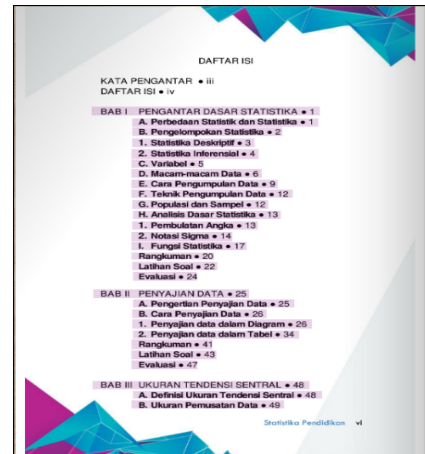 DAFTAR ISI
KATA PENGANTAR • iii
DAFTAR ISI • iv
BAB I PENGANTAR DASAR STATISTIKA • 1
A. Perbedaan Statistik dan Statistika • 1
B. Pengelompokan Statistika • 2
1. Statistika Deskriptif • 3
2. Statistika Inferensial • 4
C. Variabel • 5
D. Macam-macam Data • 6
E. Cara Pengumpulan Data • 9
F. Teknik Pengumpulan Data • 12
G. Populasi dan Sampel • 12
H. Analisis Dasar Statistika • 13
1. Pembulatan Angka • 13
2. Notasi Sigma • 14
I. Fungsi Statistika • 17
Rangkuman • 20
Latihan Soal • 22
Evaluasi • 24
BAB II PENYAJIAN DATA • 25
A. Pengertian Penyajian Data • 25
B. Cara Penyajian Data • 26
1. Penyajian data dalam Diagram • 26
2. Penyajian data dalam Tabel • 34
Rangkuman • 41
Latihan Soal • 43
Evaluasi • 47
BAB III UKURAN TENDENSI SENTRAL • 48
A. Definisi Ukuran Tendensi Sentral • 48
B. Ukuran Pemusatan Data • 49
Statistika Pendidikan vi